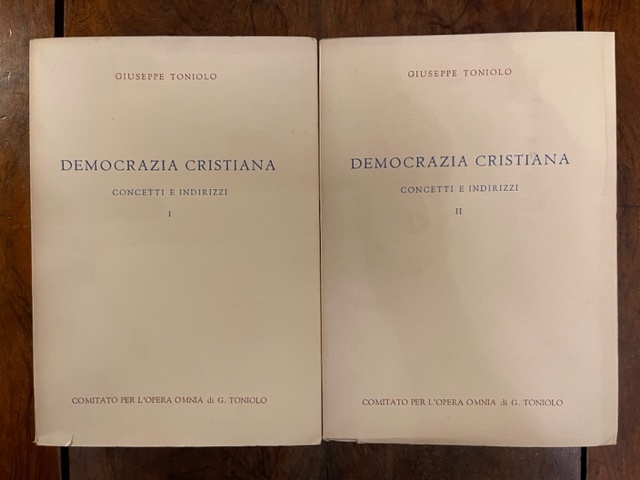 GIUSEPPE TONIOLO
DEMOCRAZIA CRISTIANA
CONCETTI E INDIRIZZI
I
COMITATO PER L'OPERA OMNIA di G. TONIOLO
GIUSEPPE TONIOLO
DEMOCRAZIA CRISTIANA
CONCETTI E INDIRIZZI
II
COMITATO PER L'OPERA OMNIA di G. TONIOLO